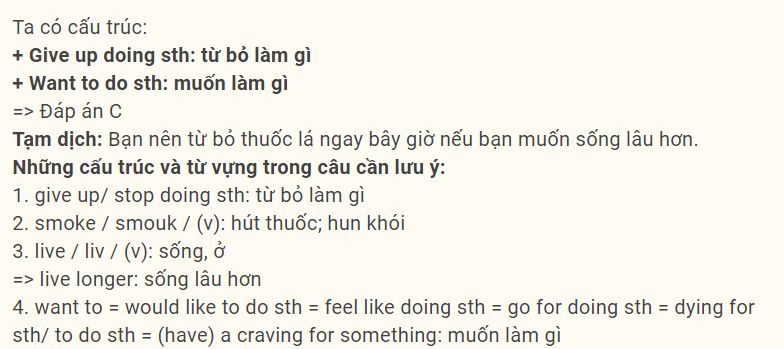 Ta có cấu trúc:
+ Give up doing sth: từ bỏ làm gì
+ Want to do sth: muốn làm gì
=> Đáp án C
Tạm dịch: Bạn nên từ bỏ thuốc lá ngay bây giờ nếu bạn muốn sống lâu hơn.
Những cấu trúc và từ vựng trong câu cần lưu ý:
1. give up/ stop doing sth: từ bỏ làm gì
2. smoke / smouk / (v): hút thuốc; hun khói
3. live / liv / (v): sống, ở
=> live longer: sống lâu hơn
4. want to = would like to do sth = feel like doing sth = go for doing sth = dying for
sth/ to do sth = (have) a craving for something: muốn làm gì